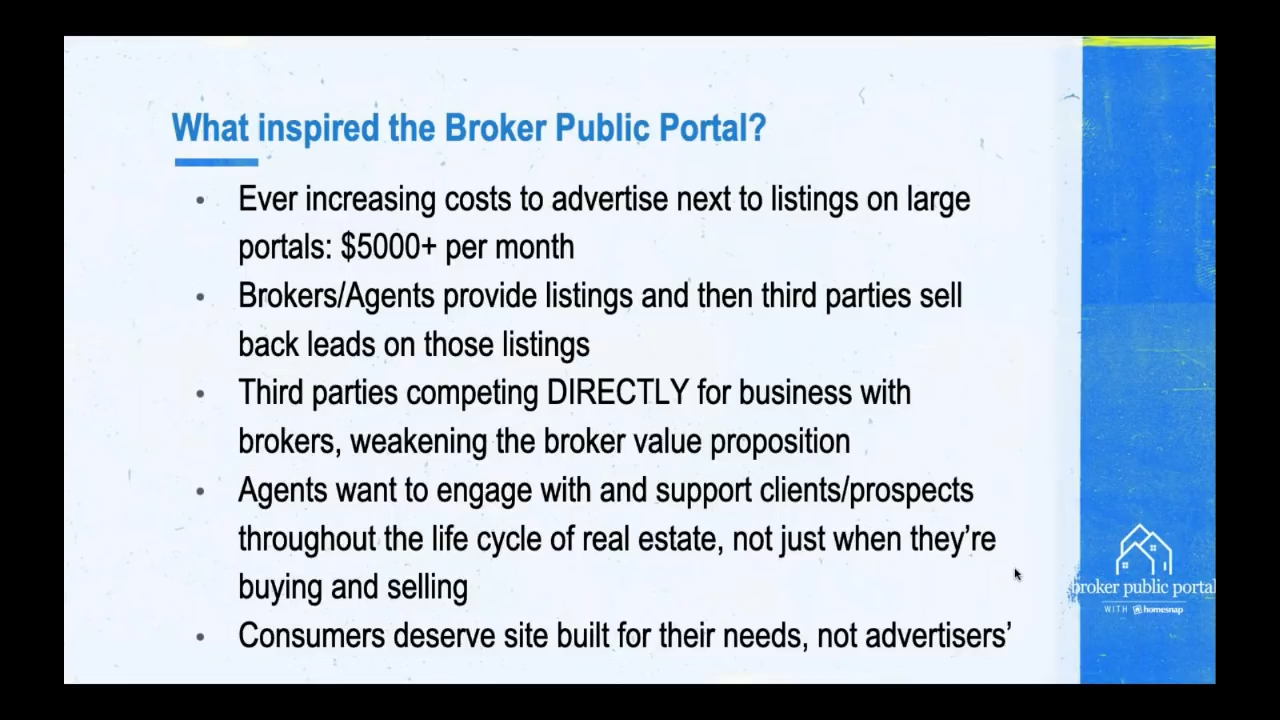 What inspired the Broker Public Portal?
• Ever increasing costs to advertise next to listings on large
portals: $5000+ per month
• Brokers/Agents provide listings and then third parties sell
back leads on those listings
• Third parties competing DIRECTLY for business with
brokers, weakening the broker value proposition
• Agents want to engage with and support clients/prospects
throughout the life cycle of real estate, not just when they’re
buying and selling
• Consumers deserve site built for their needs, not advertisers’
broker public portal
WITH homesnap